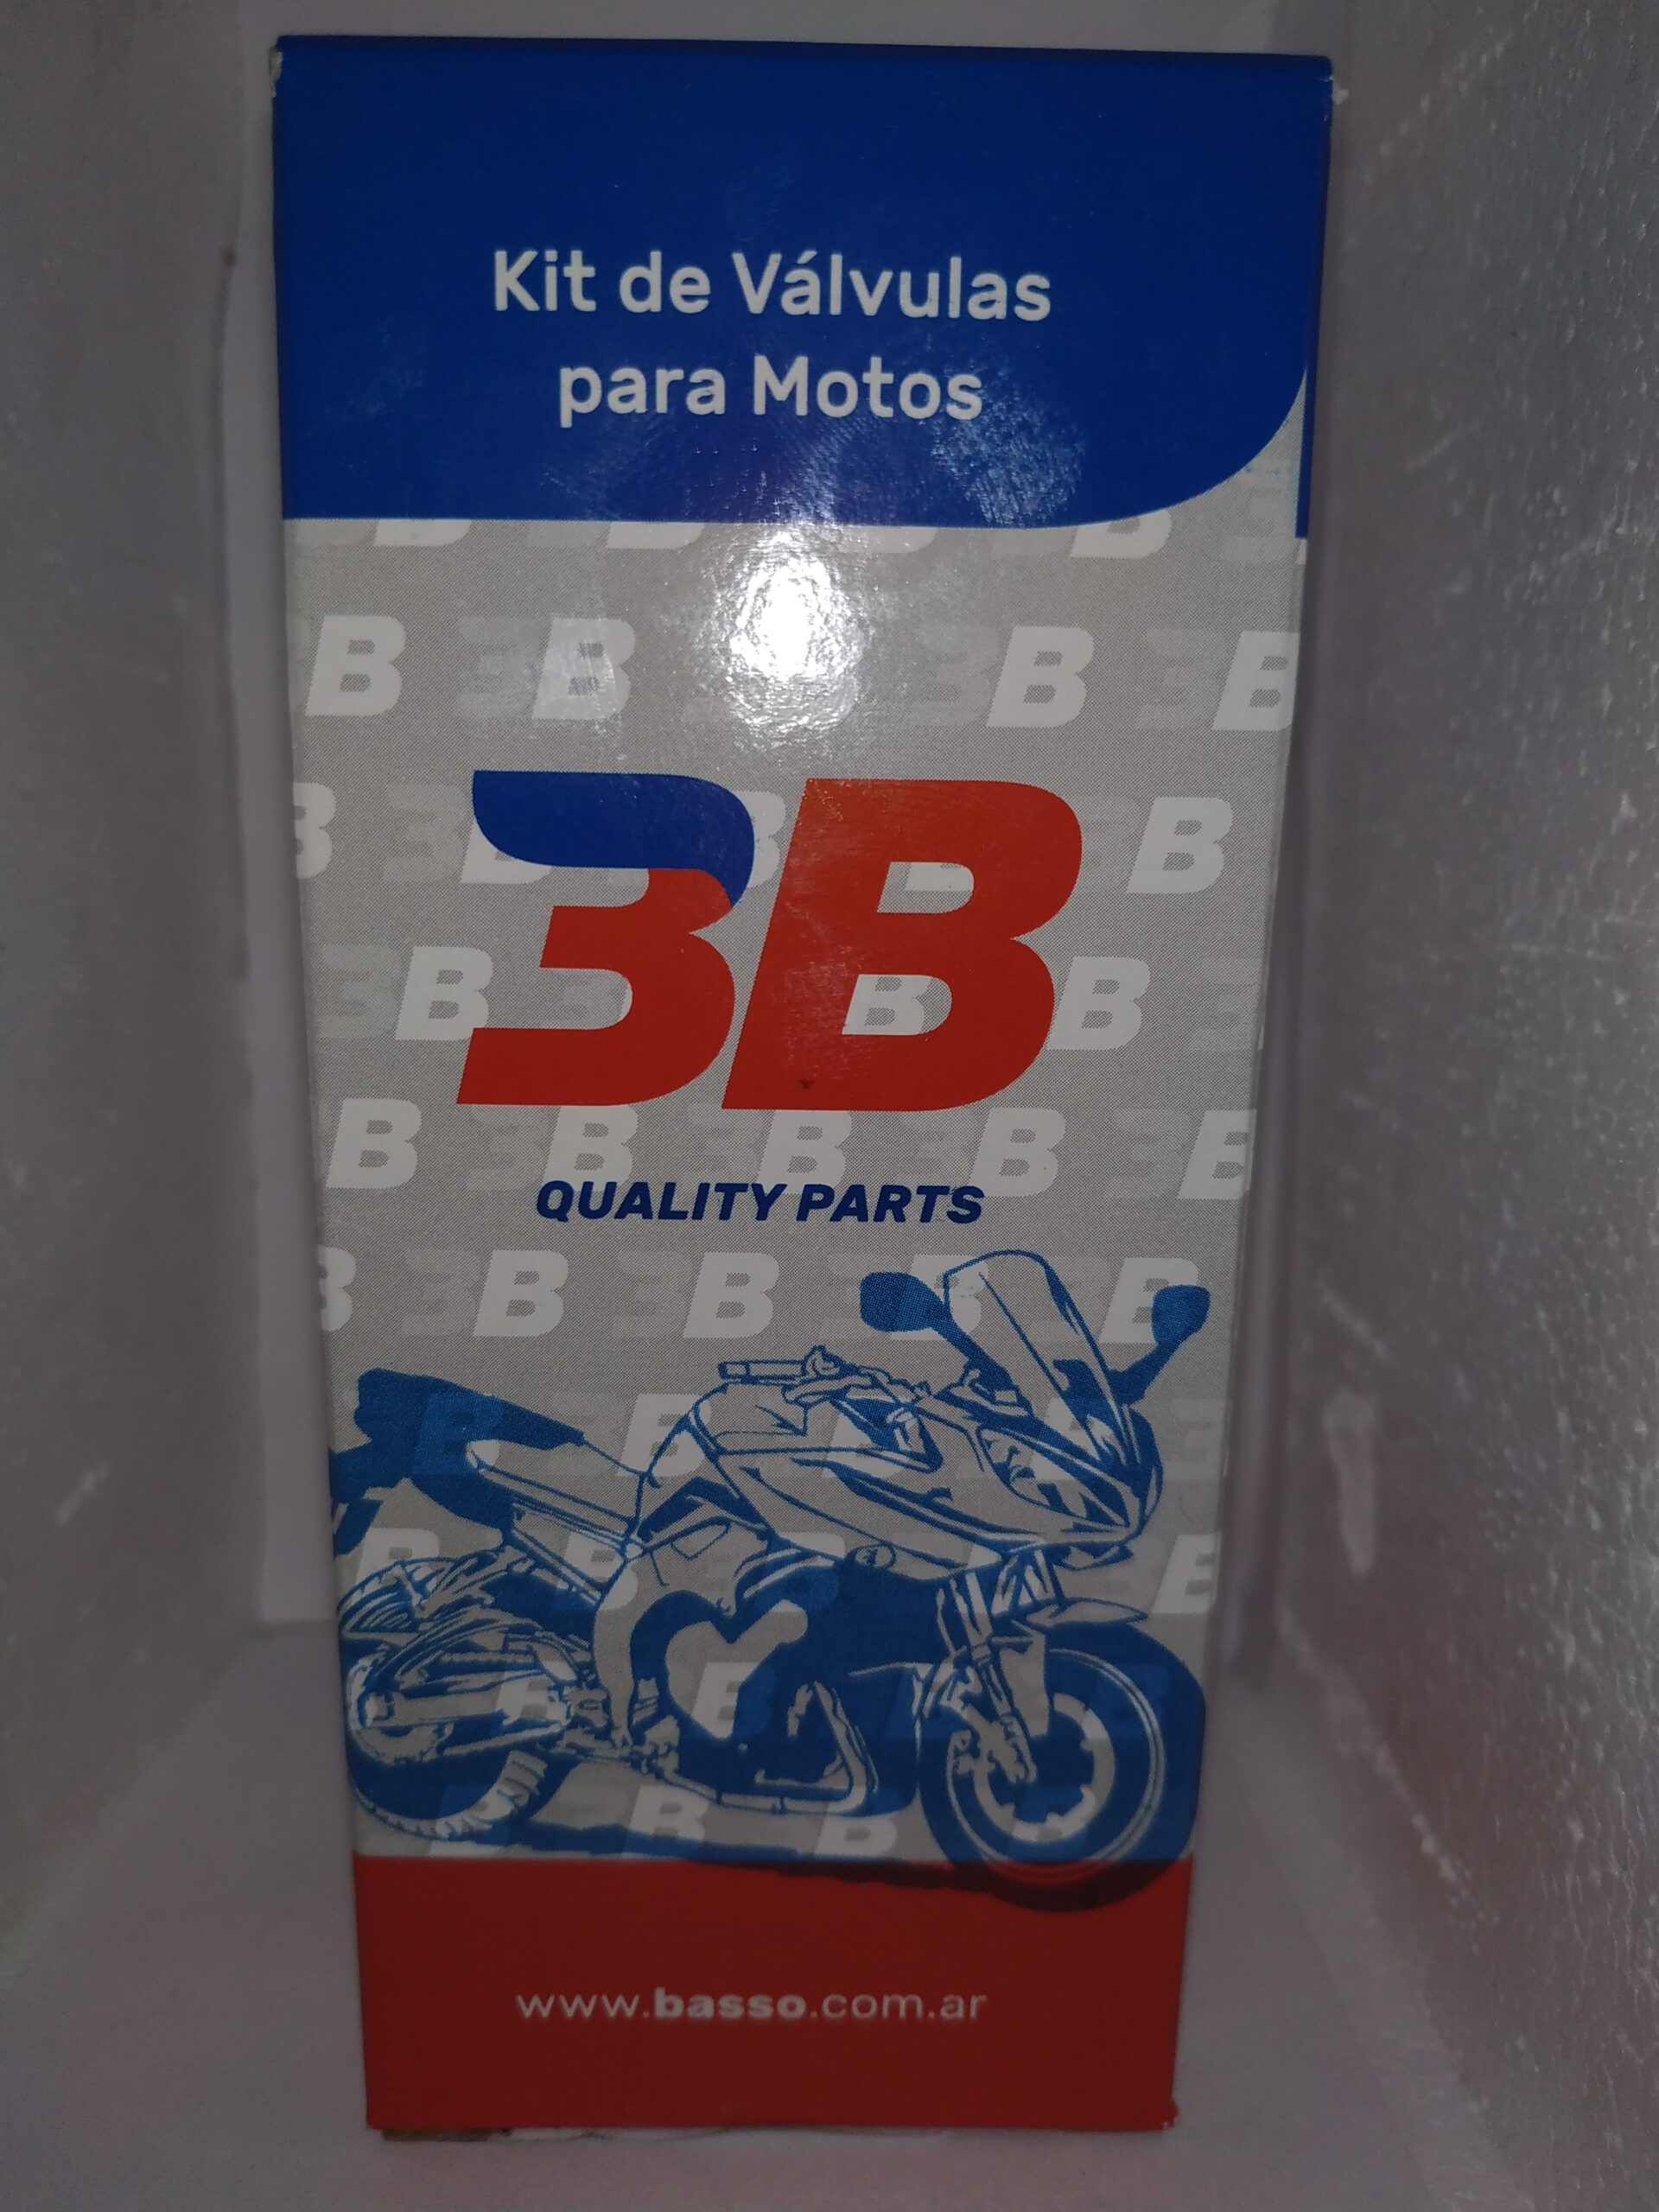 Kit de Válvulas
para Motos
3B
QUALITY PARTS
www.basso.com.ar